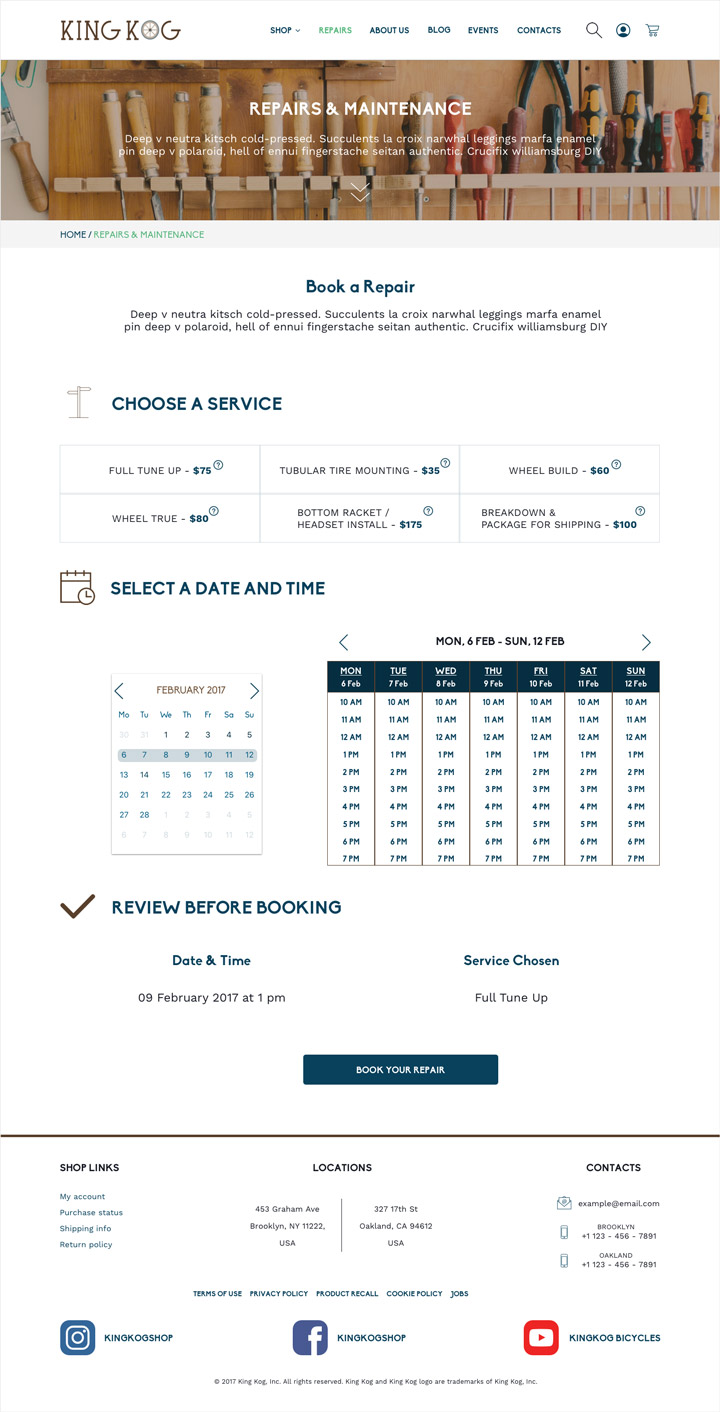 KING KOG
SHOP REPAIRS ABOUT US BLOG EVENTS CONTACTS
REPAIRS & MAINTENANCE
Deep v neutra kitsch cold-pressed. Succulents la croix narwhal leggings marfa enamel
pin deep v polaroid, hell of ennui fingerstache seitan authentic. Crucifix williamsburg DIY
HOME / REPAIRS & MAINTENANCE
Book a Repair
Deep v neutra kitsch cold-pressed. Succulents la croix narwhal leggings marfa enamel
pin deep v polaroid, hell of ennui fingerstache seitan authentic. Crucifix williamsburg DIY
CHOOSE A SERVICE
FULL TUNE UP - $75 ?
TUBULAR TIRE MOUNTING - $35 ?
WHEEL BUILD - $60 ?
WHEEL TRUE - $80 ?
BOTTOM RACKET /
HEADSET INSTALL - $175 ?
BREAKDOWN &
PACKAGE FOR SHIPPING - $100 ?
SELECT A DATE AND TIME
FEBRUARY 2017
Mo Tu We Th Fr Sa Su
30 31 1 2 3 4 5
6 7 8 9 10 11 12
13 14 15 16 17 18 19
20 21 22 23 24 25 26
27 28 1 2 3 4 5
6 7 8 9 10 11 12
MON, 6 FEB - SUN, 12 FEB
MON TUE WED THU FRI SAT SUN
6 Feb 7 Feb 8 Feb 9 Feb 10 Feb 11 Feb 12 Feb
10 AM 10 AM 10 AM 10 AM 10 AM 10 AM 10 AM
11 AM 11 AM 11 AM 11 AM 11 AM 11 AM 11 AM
12 AM 12 AM 12 AM 12 AM 12 AM 12 AM 12 AM
1 PM 1 PM 1 PM 1 PM 1 PM 1 PM 1 PM
2 PM 2 PM 2 PM 2 PM 2 PM 2 PM 2 PM
3 PM 3 PM 3 PM 3 PM 3 PM 3 PM 3 PM
4 PM 4 PM 4 PM 4 PM 4 PM 4 PM 4 PM
5 PM 5 PM 5 PM 5 PM 5 PM 5 PM 5 PM
6 PM 6 PM 6 PM 6 PM 6 PM 6 PM 6 PM
7 PM 7 PM 7 PM 7 PM 7 PM 7 PM 7 PM
REVIEW BEFORE BOOKING
Date & Time
09 February 2017 at 1 pm
Service Chosen
Full Tune Up
BOOK YOUR REPAIR
SHOP LINKS
My account
Purchase status
Shipping info
Return policy
LOCATIONS
453 Graham Ave
Brooklyn, NY 11222,
USA
327 17th St
Oakland, CA 94612
USA
CONTACTS
example@email.com
BROOKLYN
+1 123 - 456 - 7891
OAKLAND
+1 123 - 456 - 7891
TERMS OF USE PRIVACY POLICY PRODUCT RECALL COOKIE POLICY JOBS
KINGKOGSHOP
KINGKOGSHOP
KINGKOG BICYCLES
© 2017 King Kog, Inc. All rights reserved. King Kog and King Kog logo are trademarks of King Kog, Inc.